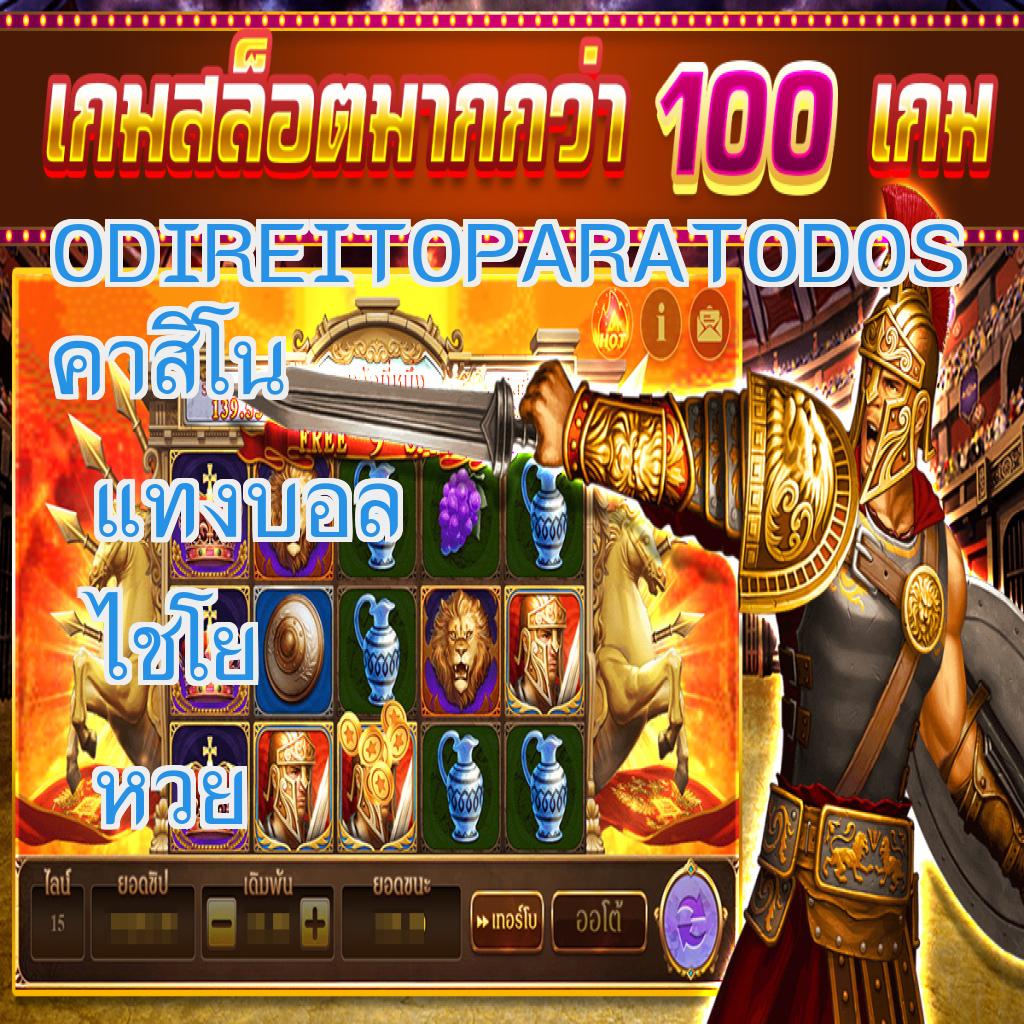 เกมสล็อตมากกว่า 100 เกม
ODIREITOPARATODOS
คาสิโน
แทงบอล
ไชโย
หวย
HOT
i
FREE
ไลน์ ยอดชิป เดิมพัน ยอดชนะ
15 − + เทอร์โบ ออโต้